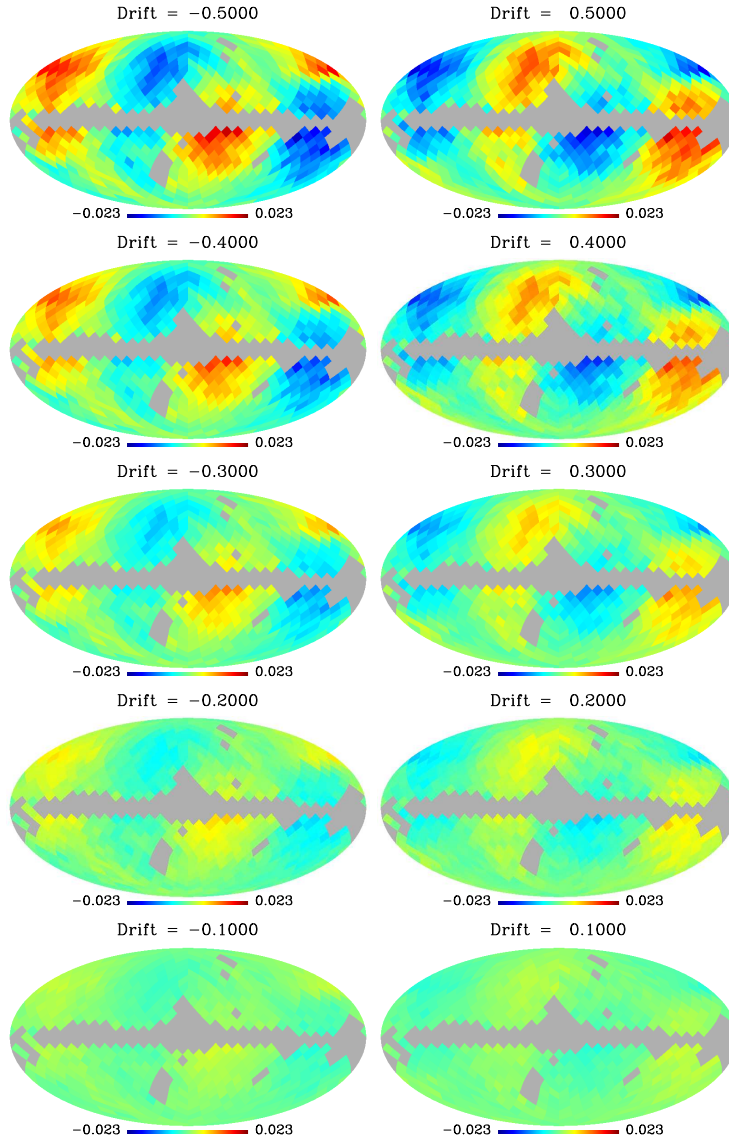 Drift = −0.5000
Drift = 0.5000
−0.023 0.023
−0.023 0.023
Drift = −0.4000
Drift = 0.4000
−0.023 0.023
−0.023 0.023
Drift = −0.3000
Drift = 0.3000
−0.023 0.023
−0.023 0.023
Drift = −0.2000
Drift = 0.2000
−0.023 0.023
−0.023 0.023
Drift = −0.1000
Drift = 0.1000
−0.023 0.023
−0.023 0.023